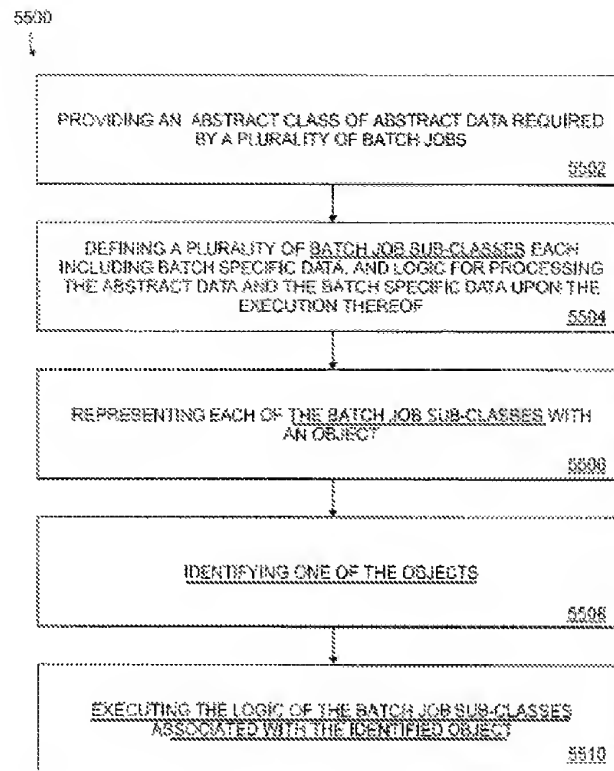 5500
PROVIDING AN ABSTRACT CLASS OF ABSTRACT DATA REQUIRED
BY A PLURALITY OF BATCH JOBS
5502
DEFINING A PLURALITY OF BATCH JOB SUB-CLASSES EACH
INCLUDING BATCH SPECIFIC DATA, AND LOGIC FOR PROCESSING
THE ABSTRACT DATA AND THE BATCH SPECIFIC DATA UPON THE
EXECUTION THEREOF
5504
REPRESENTING EACH OF THE BATCH JOB SUB-CLASSES WITH
AN OBJECT
5506
IDENTIFYING ONE OF THE OBJECTS
5508
EXECUTING THE LOGIC OF THE BATCH JOB SUB-CLASSES
ASSOCIATED WITH THE IDENTIFIED OBJECT
5510